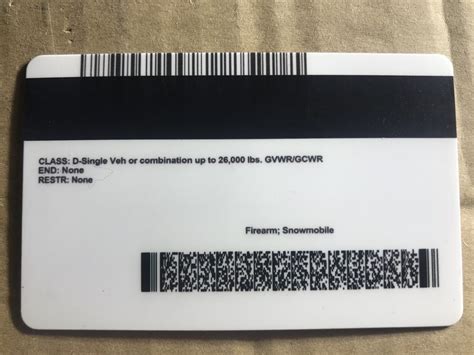 CLASS: D-Single Veh or combination up to 26,000 lbs. GVWR/GCWR
END: None
RESTR: None
Firearm; Snowmobile